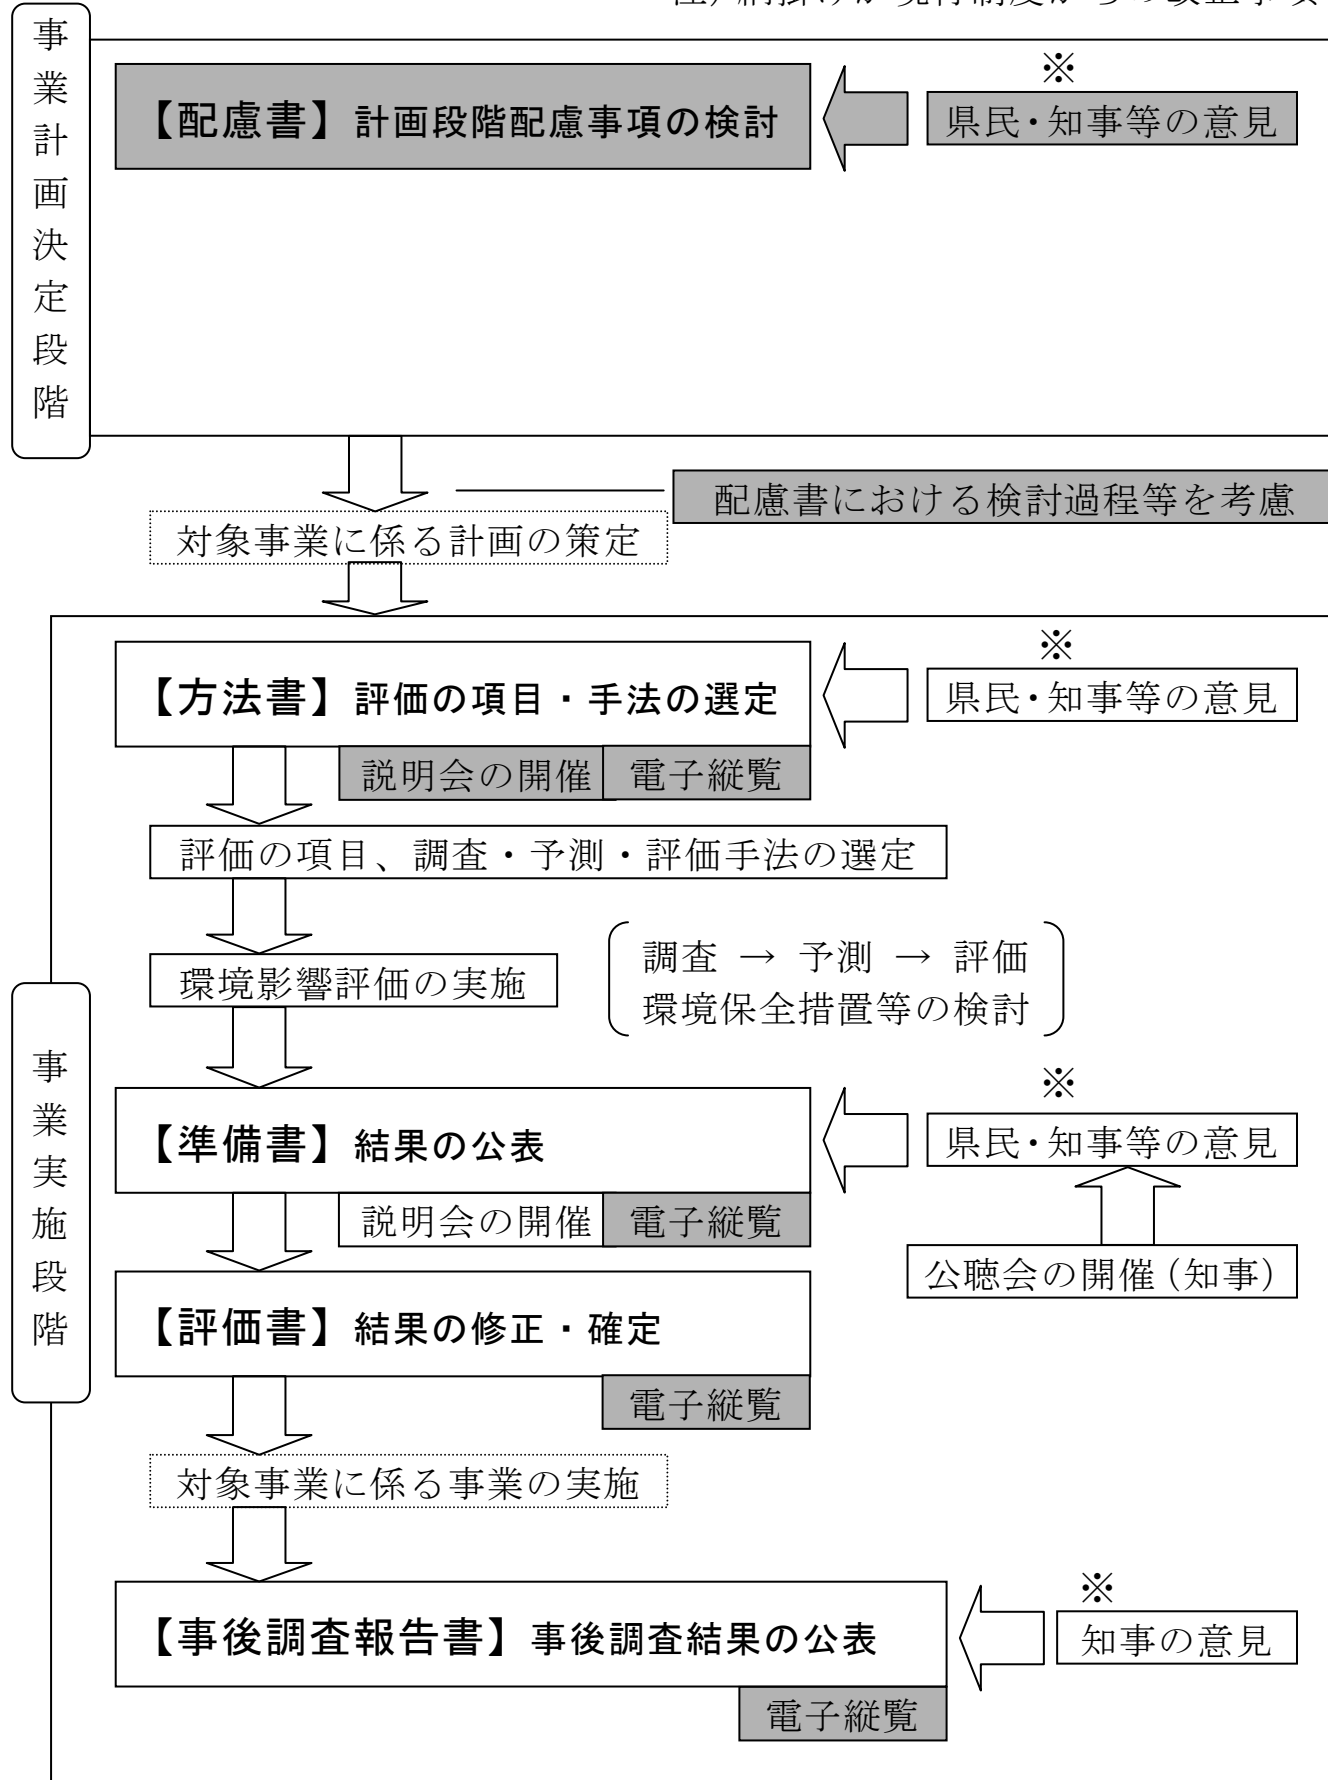 事業計画決定段階
※
【配慮書】計画段階配慮事項の検討
県民・知事等の意見
配慮書における検討過程等を考慮
対象事業に係る計画の策定
※
【方法書】評価の項目・手法の選定
県民・知事等の意見
説明会の開催 電子縦覧
評価の項目、調査・予測・評価手法の選定
調査 → 予測 → 評価
環境影響評価の実施
環境保全措置等の検討
事業実施段階
※
【準備書】結果の公表
県民・知事等の意見
説明会の開催 電子縦覧
公聴会の開催(知事)
【評価書】結果の修正・確定
電子縦覧
対象事業に係る事業の実施
※
【事後調査報告書】事後調査結果の公表
知事の意見
電子縦覧